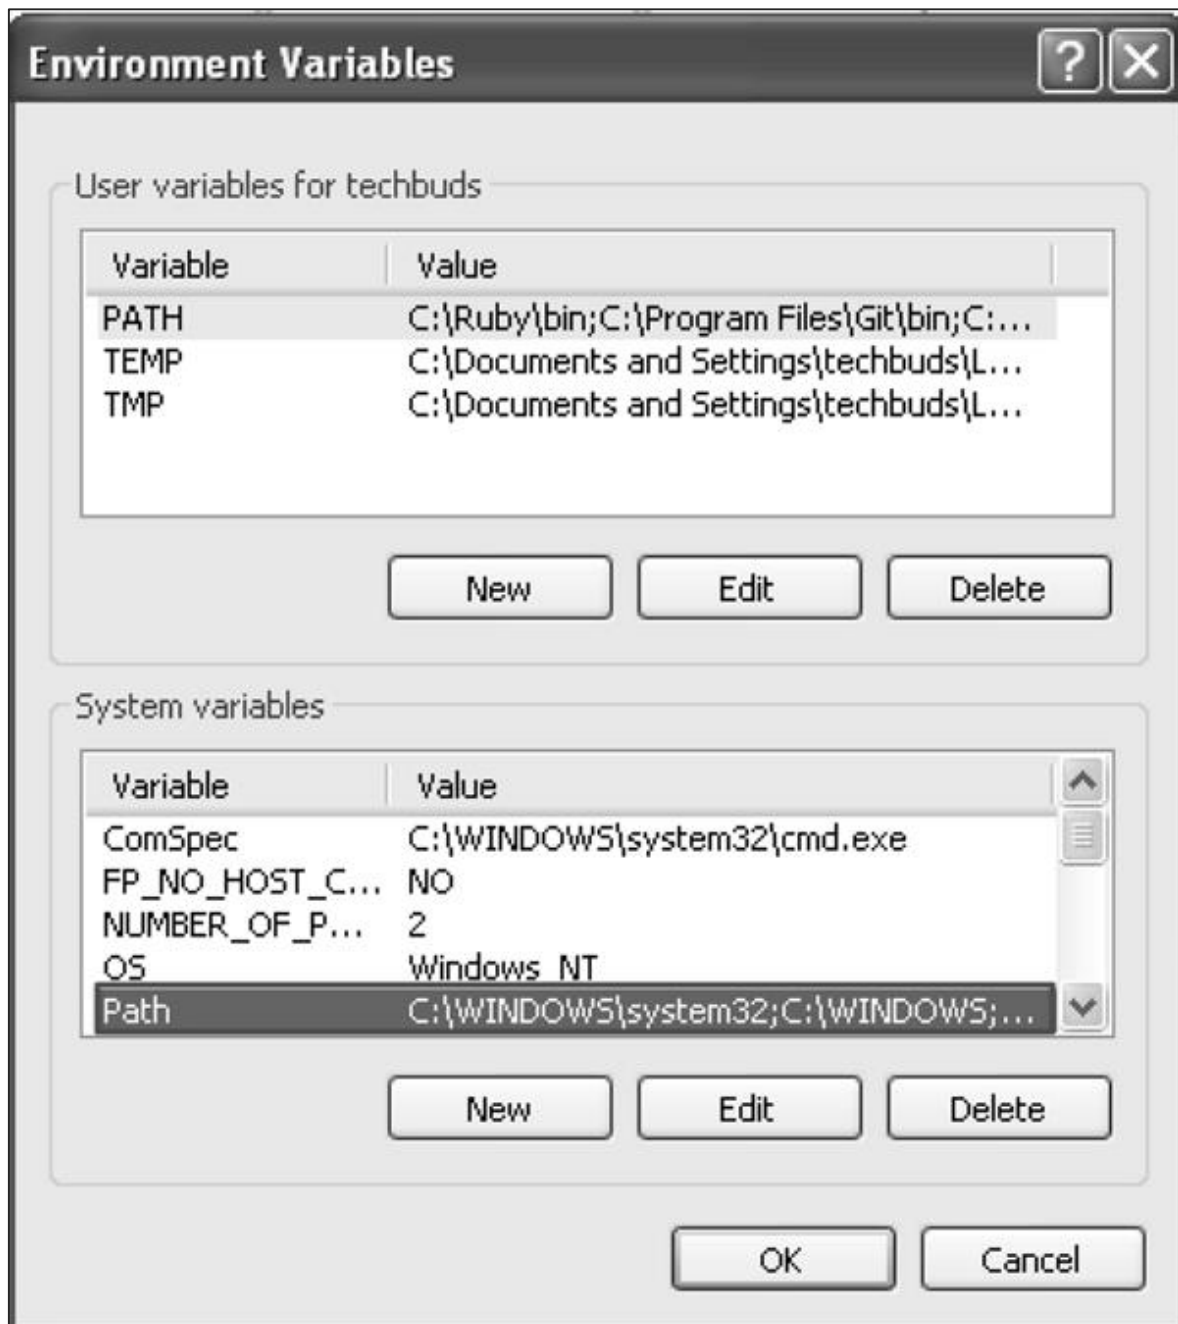 Environment Variables
User variables for techbuds
Variable Value
PATH C:\Ruby\bin;C:\Program Files\Git\bin;C:...
TEMP C:\Documents and Settings\techbuds\L...
TMP C:\Documents and Settings\techbuds\L...
New Edit Delete
System variables
Variable Value
ComSpec C:\WINDOWS\system32\cmd.exe
FP_NO_HOST_C... NO
NUMBER_OF_P... 2
OS Windows_NT
Path C:\WINDOWS\system32;C:\WINDOWS;...
New Edit Delete
OK Cancel